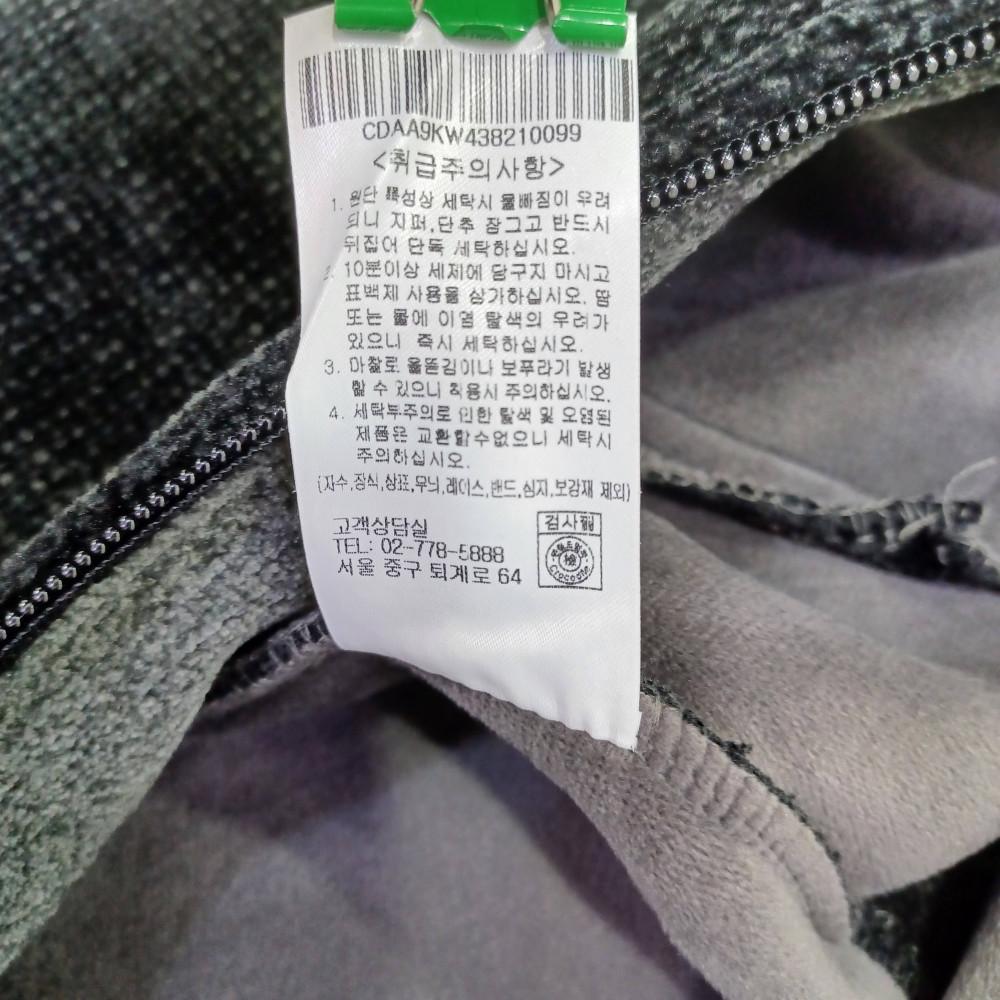 CDAA9KW438210099
<취급주의사항>
1. 원단 특성상 세탁시 물빠짐이 우려
되니 지퍼,단추 잠그고 반드시
뒤집어 단독 세탁하십시오.
2. 10분이상 세제에 담구지 마시고
표백제 사용을 삼가하십시오. 땀
또는 물에 이염 탈색의 우려가
있으니 즉시 세탁하십시오.
3. 마찰로 올뜯김이나 보푸라기 발생
할 수 있으니 착용시 주의하십시오.
4. 세탁부주의로 인한 탈색 및 오염된
제품은 교환할수없으니 세탁시
주의하십시오.
(자수,장식,상표,무늬,레이스,밴드,심지,보강재 제외)
고객상담실
TEL: 02-778-5888
서울 중구 퇴계로 64
검사필
檢
Crocodile